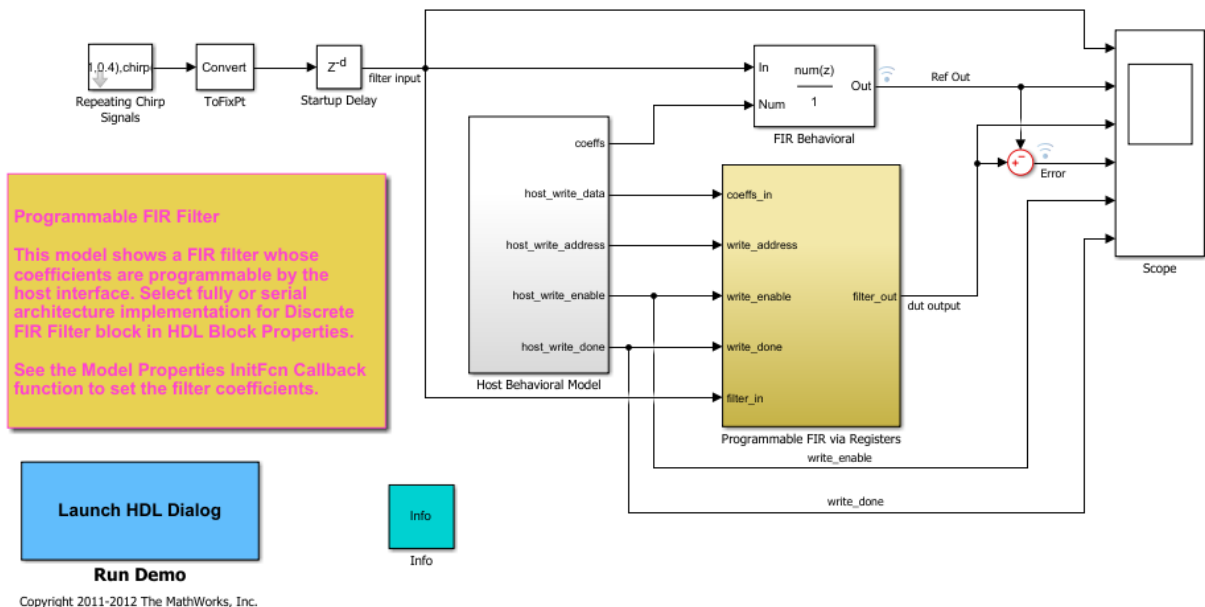 1,0.4),chirp
Repeating Chirp
Signals
Convert
ToFixPt
Z-d
Startup Delay
filter input
In
Num
num(z)
1
Out
FIR Behavioral
Ref Out
Error
Scope
coeffs
host_write_data
host_write_address
host_write_enable
host_write_done
Host Behavioral Model
coeffs_in
write_address
write_enable
write_done
filter_in
filter_out
Programmable FIR via Registers
dut output
write_enable
write_done
Programmable FIR Filter
This model shows a FIR filter whose
coefficients are programmable by the
host interface. Select fully or serial
architecture implementation for Discrete
FIR Filter block in HDL Block Properties.
See the Model Properties InitFcn Callback
function to set the filter coefficients.
Launch HDL Dialog
Run Demo
Info
Info
Copyright 2011-2012 The MathWorks, Inc.